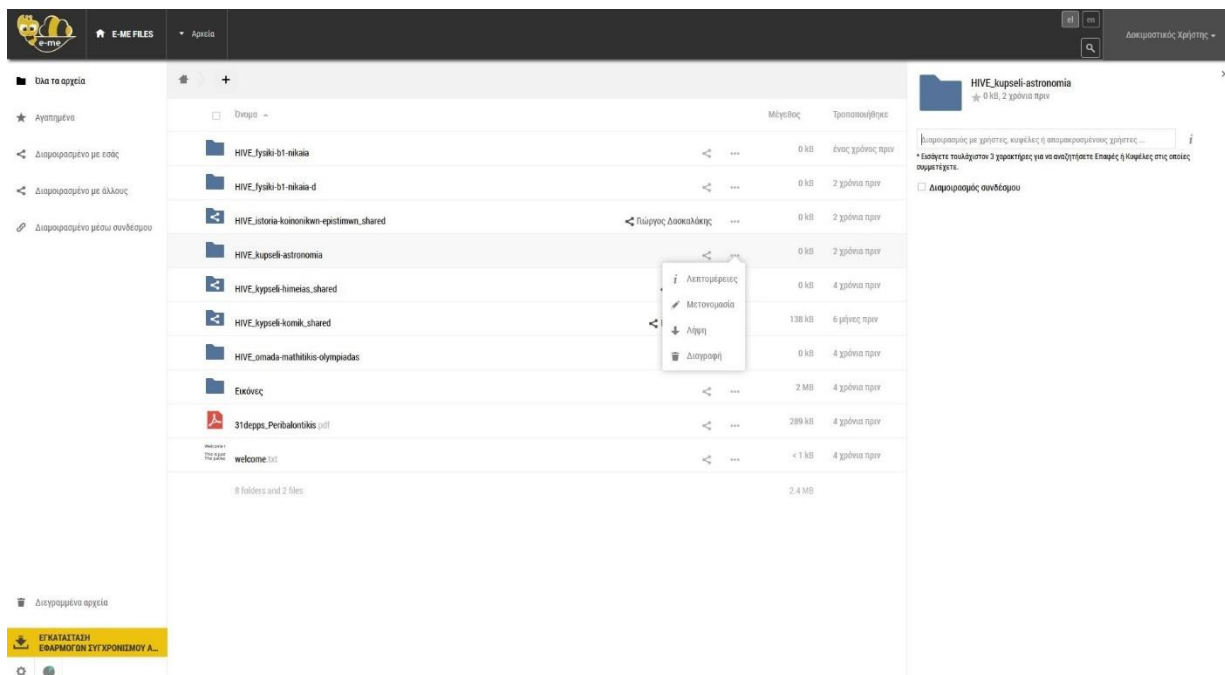 e-me
E-ME FILES
Αρχεία
el en
Δοκιμαστικός Χρήστης
Όλα τα αρχεία
Αγαπημένα
Διαμοιρασμένο με εσάς
Διαμοιρασμένο με άλλους
Διαμοιρασμένο μέσω συνδέσμου
+
Όνομα Μέγεθος Τροποποιήθηκε
HIVE_fysiki-b1-nikaia 0 kB ένας χρόνος πριν
HIVE_fysiki-b1-nikaia-d 0 kB 2 χρόνια πριν
HIVE_istoria-koinonikwn-epistimwn_shared Γιώργος Δασκαλάκης 0 kB 2 χρόνια πριν
HIVE_kupseli-astronomia 0 kB 2 χρόνια πριν
HIVE_kypseli-himeias_shared 0 kB 4 χρόνια πριν
HIVE_kypseli-komik_shared 138 kB 6 μήνες πριν
HIVE_omada-mathitikis-olympiadas 0 kB 4 χρόνια πριν
Εικόνες 2 MB 4 χρόνια πριν
31depps_Peribalontikis.pdf 289 kB 4 χρόνια πριν
welcome.txt < 1 kB 4 χρόνια πριν
8 folders and 2 files 2.4 MB
Λεπτομέρειες
Μετονομασία
Λήψη
Διαγραφή
HIVE_kupseli-astronomia
0 kB, 2 χρόνια πριν
Διαμοιρασμός με χρήστες, κυψέλες ή απομακρυσμένους χρήστες ... i
* Εισάγετε τουλάχιστον 3 χαρακτήρες για να αναζητήσετε Επαφές ή Κυψέλες στις οποίες
συμμετέχετε.
Διαμοιρασμός συνδέσμου
Διεγραμμένα αρχεία
ΕΓΚΑΤΑΣΤΑΣΗ
ΕΦΑΡΜΟΓΩΝ ΣΥΓΧΡΟΝΙΣΜΟΥ Α...